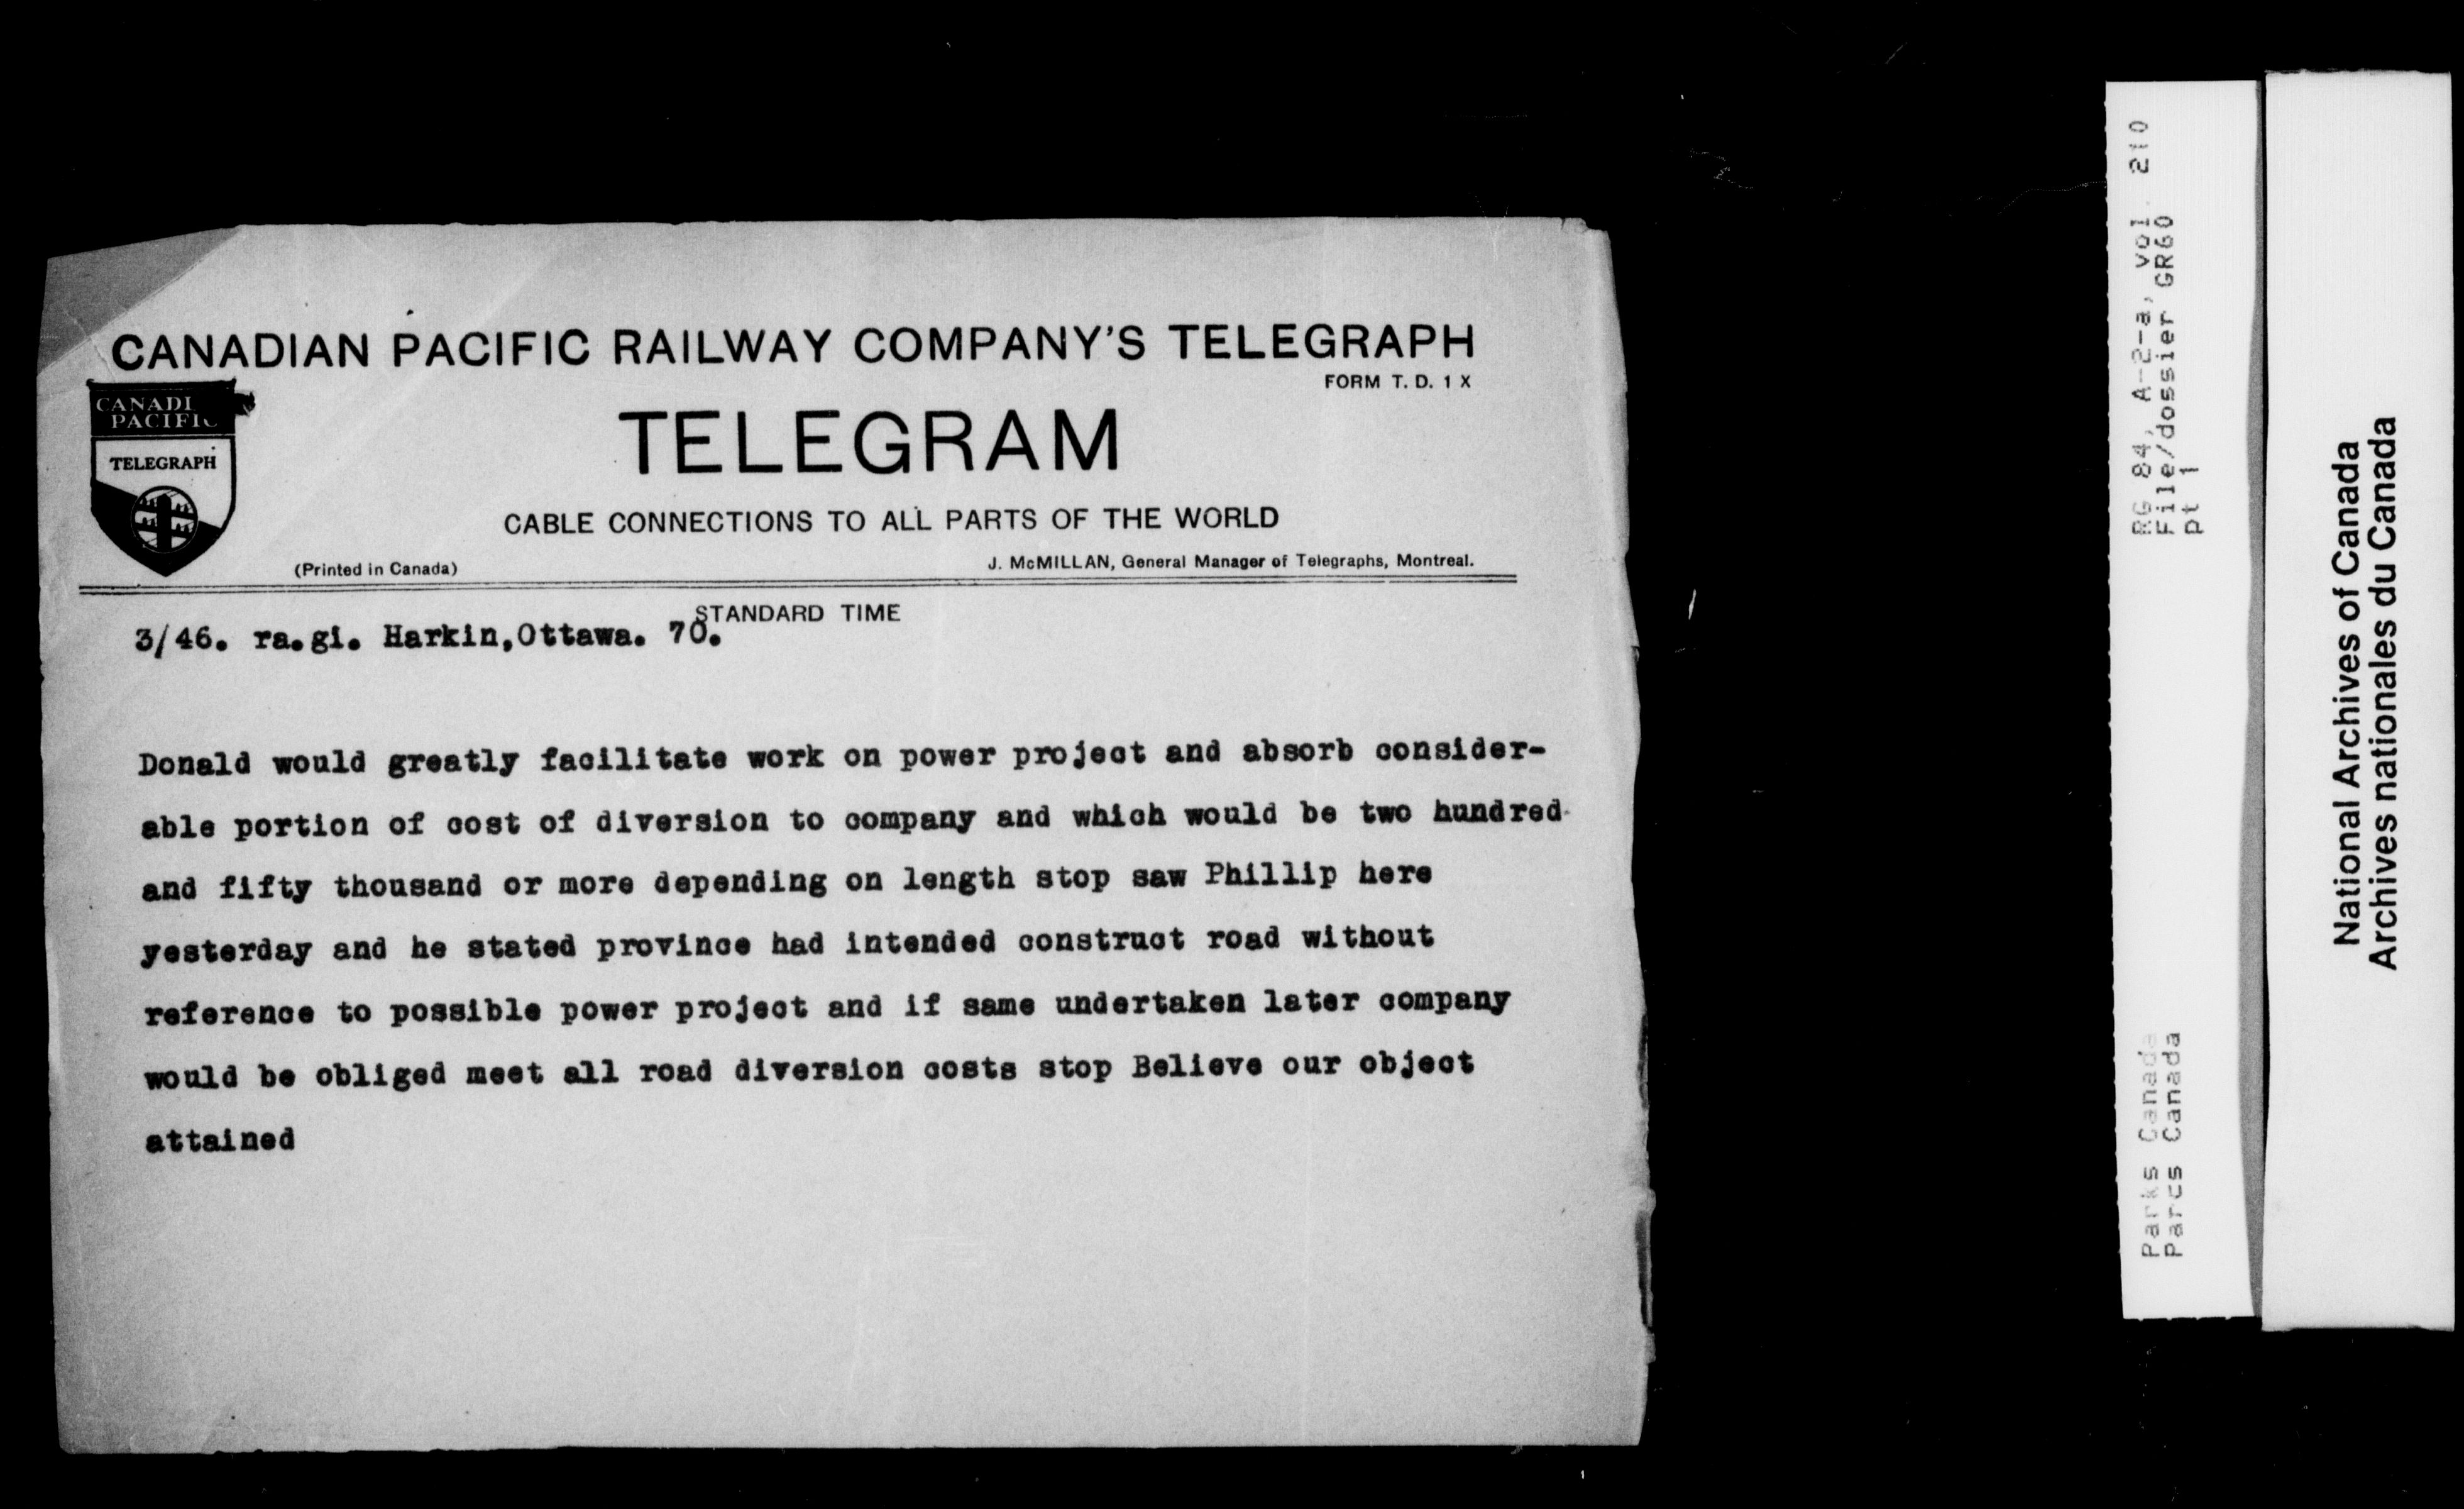 CANADIAN PACIFIC RAILWAY COMPANY'S TELEGRAPH
FORM T. D. 1 X
CANADI
PACIFIC
TELEGRAPH
TELEGRAM
CABLE CONNECTIONS TO ALL PARTS OF THE WORLD
(Printed in Canada)
J. McMILLAN, General Manager of Telegraphs, Montreal.
STANDARD TIME
3/46. ra.gi. Harkin,Ottawa. 70.
Donald would greatly facilitate work on power project and absorb consider-
able portion of cost of diversion to company and which would be two hundred
and fifty thousand or more depending on length stop saw Phillip here
yesterday and he stated province had intended construct road without
reference to possible power project and if same undertaken later company
would be obliged meet all road diversion costs stop Believe our object
attained
RG 84, A-2-a, vol. 210
File/dossier GR60
pt 1
Parks Canada
Parcs Canada
National Archives of Canada
Archives nationales du Canada